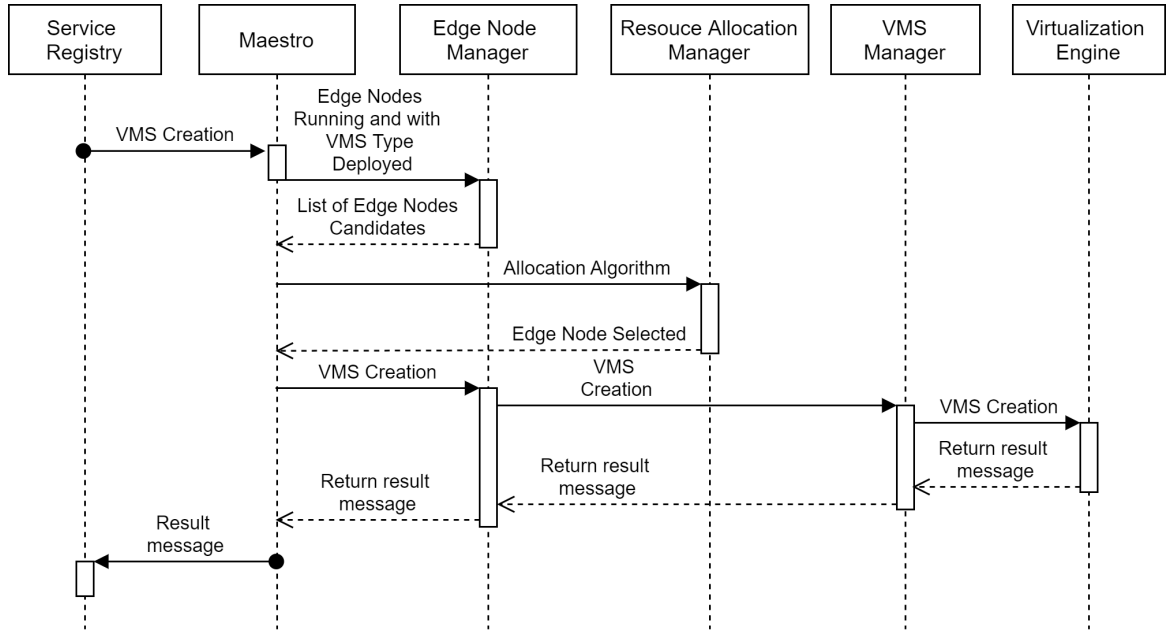 Service
Registry
Maestro
Edge Node
Manager
Resouce Allocation
Manager
VMS
Manager
Virtualization
Engine
VMS Creation
Edge Nodes
Running and with
VMS Type
Deployed
List of Edge Nodes
Candidates
Allocation Algorithm
Edge Node Selected
VMS Creation
VMS
Creation
VMS Creation
Return result
message
Return result
message
Return result
message
Result
message